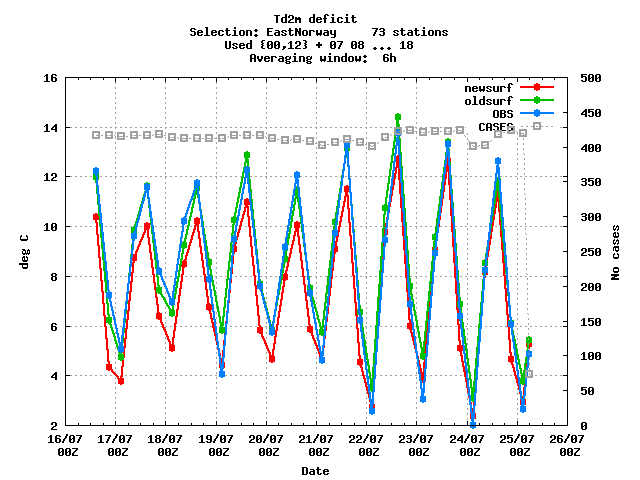 Td2m deficit
Selection: EastNorway     73 stations
Used {00,12} + 07 08 ... 18
Averaging window:  6h
newsurf
oldsurf
OBS
CASES
deg C
16
14
12
10
8
6
4
2
No cases
500
450
400
350
300
250
200
150
100
50
0
16/07 17/07 18/07 19/07 20/07 21/07 22/07 23/07 24/07 25/07 26/07
00Z 00Z 00Z 00Z 00Z 00Z 00Z 00Z 00Z 00Z 00Z
Date